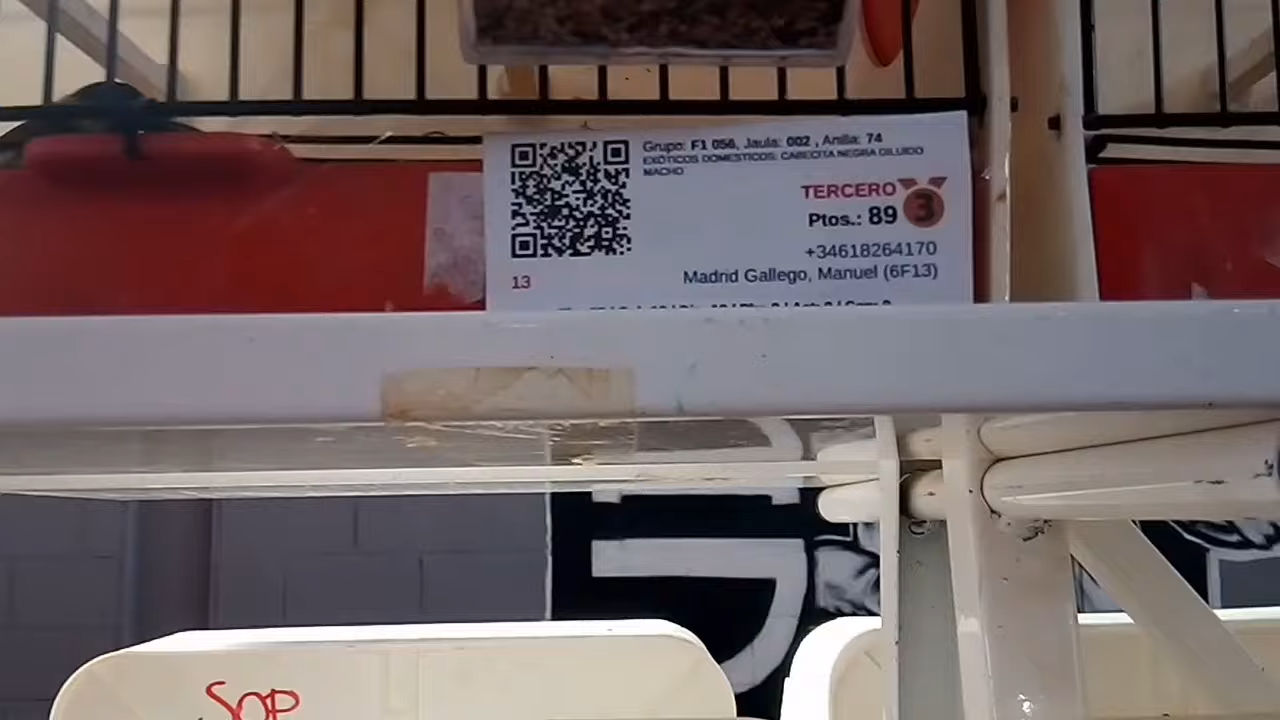 Grupo: F1 056, Jaula: 002 , Anilla: 74
EXÓTICOS DOMESTICOS: CABECITA NEGRA DILUIDO
MACHO
TERCERO 3
Ptos.: 89
+34618264170
13
Madrid Gallego, Manuel (6F13)
SOP